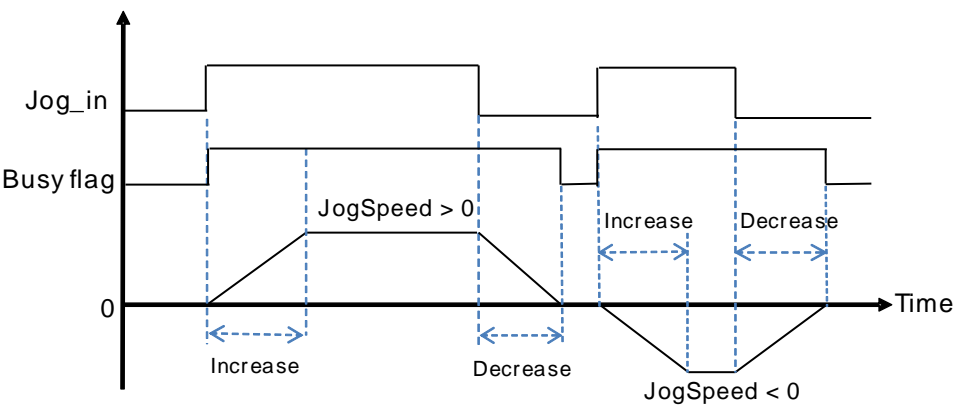 Jog_in
Busy flag
JogSpeed > 0
Increase
Decrease
0
Time
Increase
Decrease
JogSpeed < 0